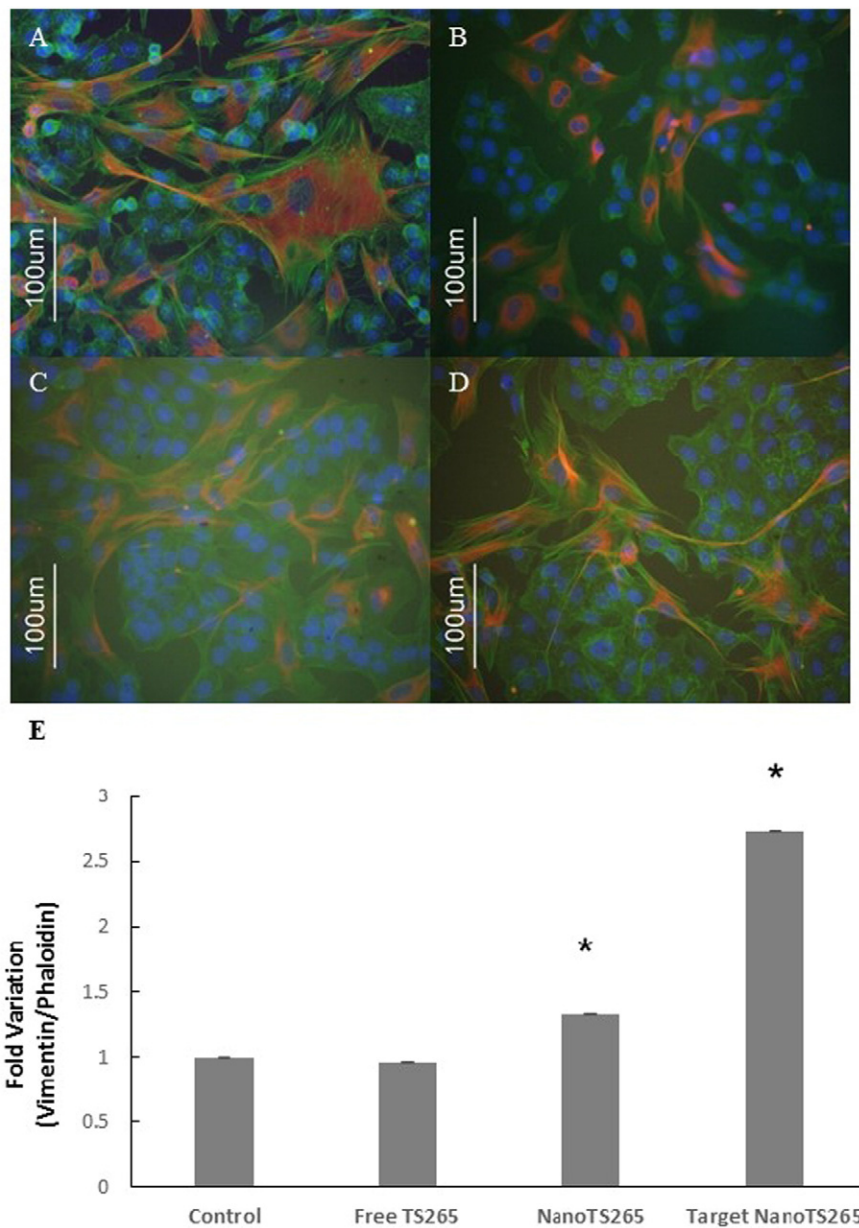 A
B
100um
100um
C
D
100um
100um
E
*
*
3
2.5
2
1.5
1
0.5
0
Fold Variation
(Vimentin/Phaloidin)
Control Free TS265 NanoTS265 Target NanoTS265